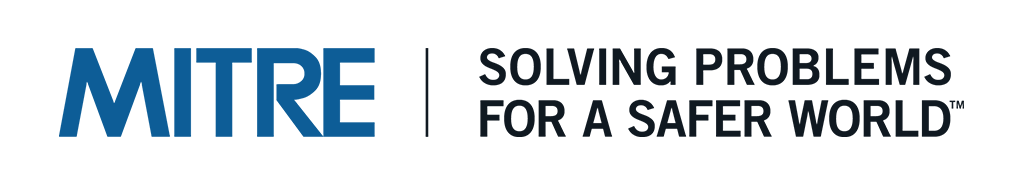 MITRE
SOLVING PROBLEMS
FOR A SAFER WORLD™